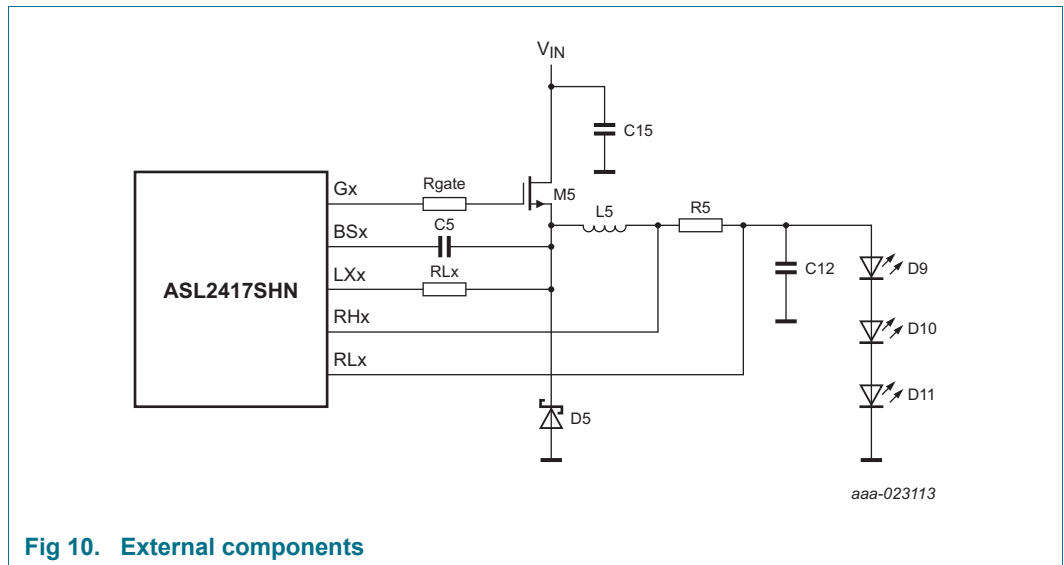 VIN
C15
Gx
Rgate
M5
BSx
C5
L5
R5
LXx
RLx
C12
D9
ASL2417SHN
RHx
D10
RLx
D11
D5
aaa-023113
Fig 10. External components